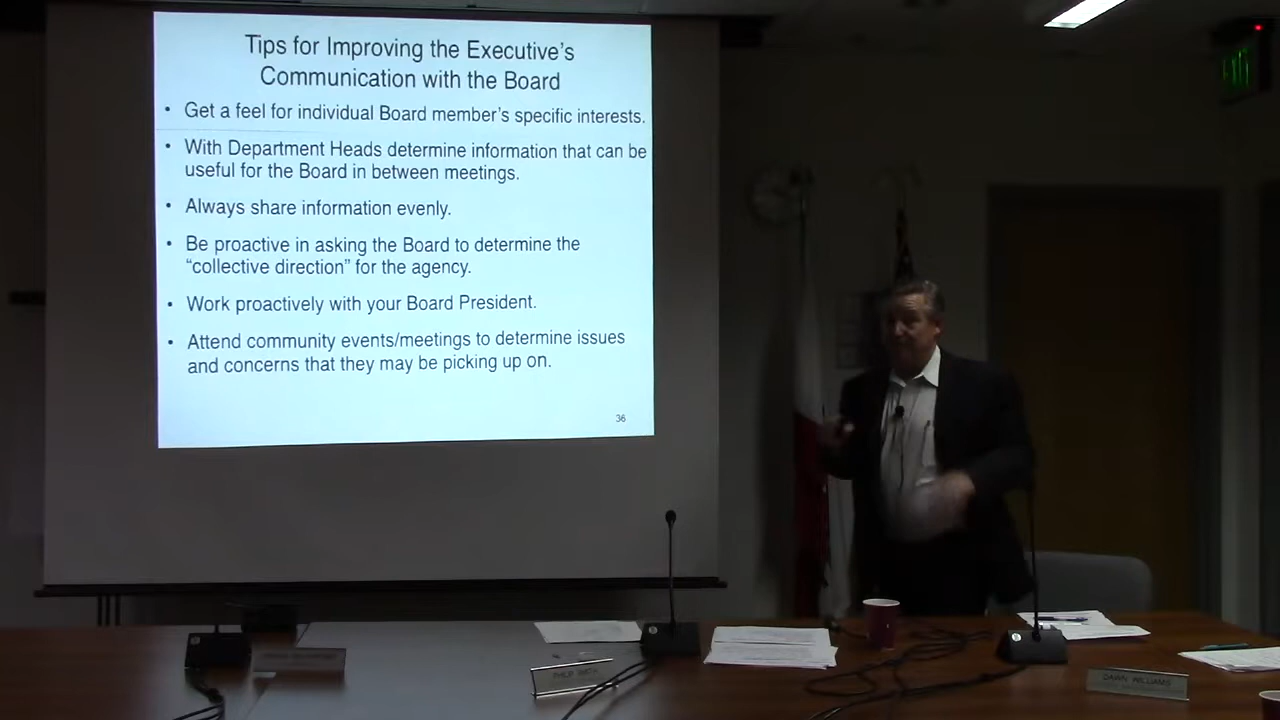 Tips for Improving the Executive's
Communication with the Board
• Get a feel for individual Board member's specific interests.
• With Department Heads determine information that can be
useful for the Board in between meetings.
• Always share information evenly.
• Be proactive in asking the Board to determine the
“collective direction” for the agency.
• Work proactively with your Board President.
• Attend community events/meetings to determine issues
and concerns that they may be picking up on.
36
DAWN WILLIAMS